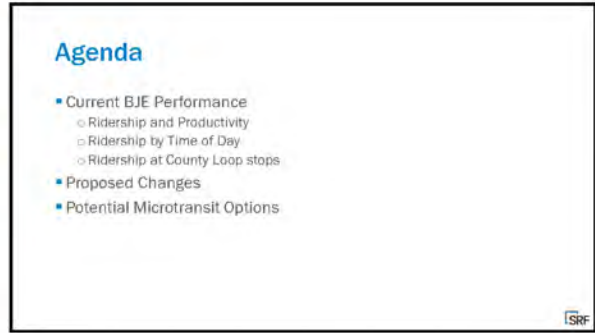 Agenda
Current BJE Performance
Ridership and Productivity
Ridership by Time of Day
Ridership at County Loop stops
Proposed Changes
Potential Microtransit Options
SRF